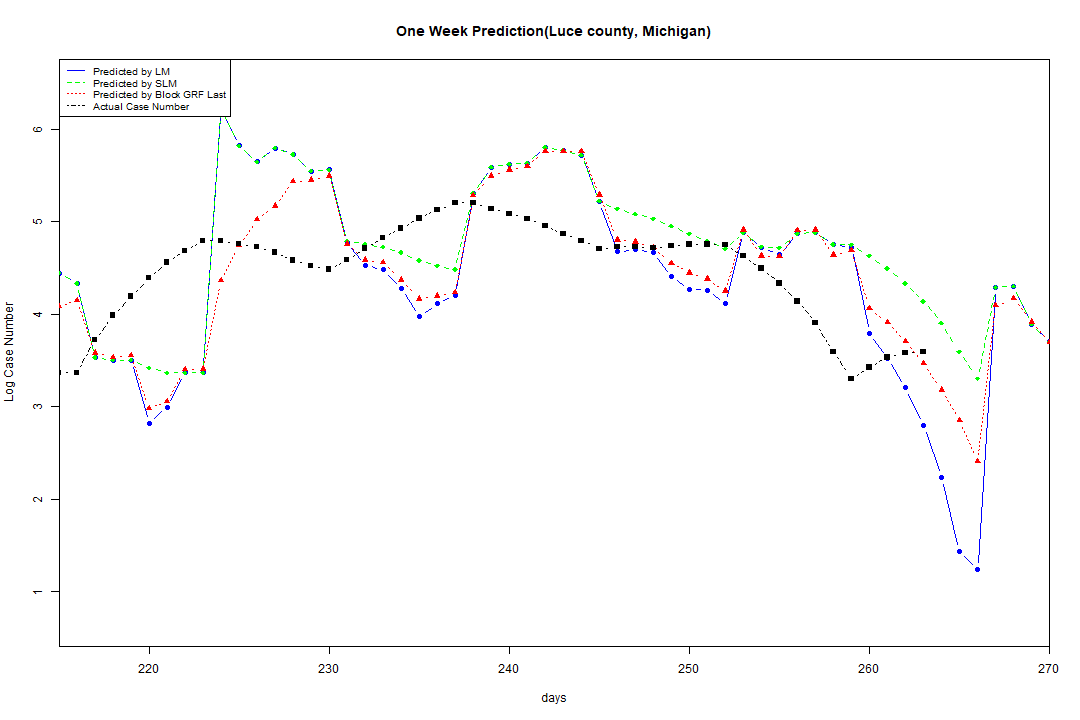 One Week Prediction(Luce county, Michigan)
Predicted by LM
Predicted by SLM
Predicted by Block GRF Last
Actual Case Number
6
5
4
3
2
1
Log Case Number
220 230 240 250 260 270
days